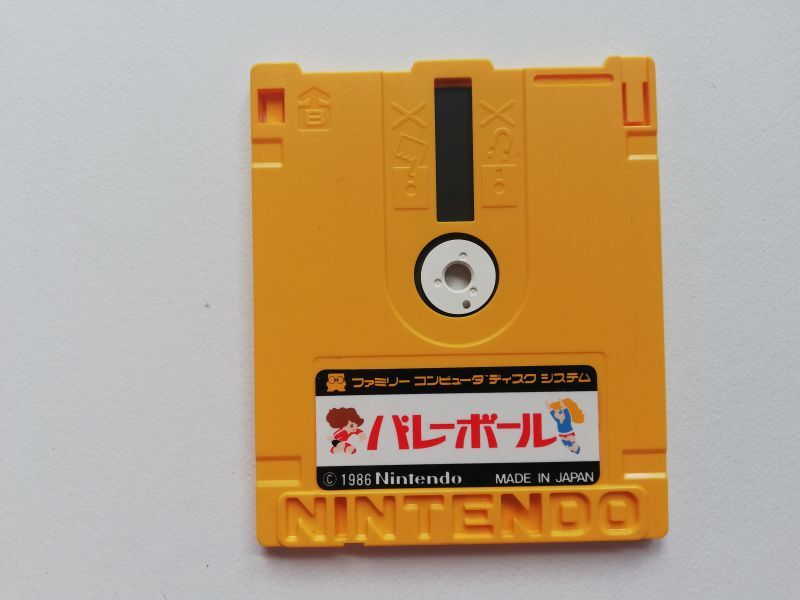 B
ファミリー コンピュータ ディスク システム
バレーボール
© 1986 Nintendo MADE IN JAPAN
NINTENDO